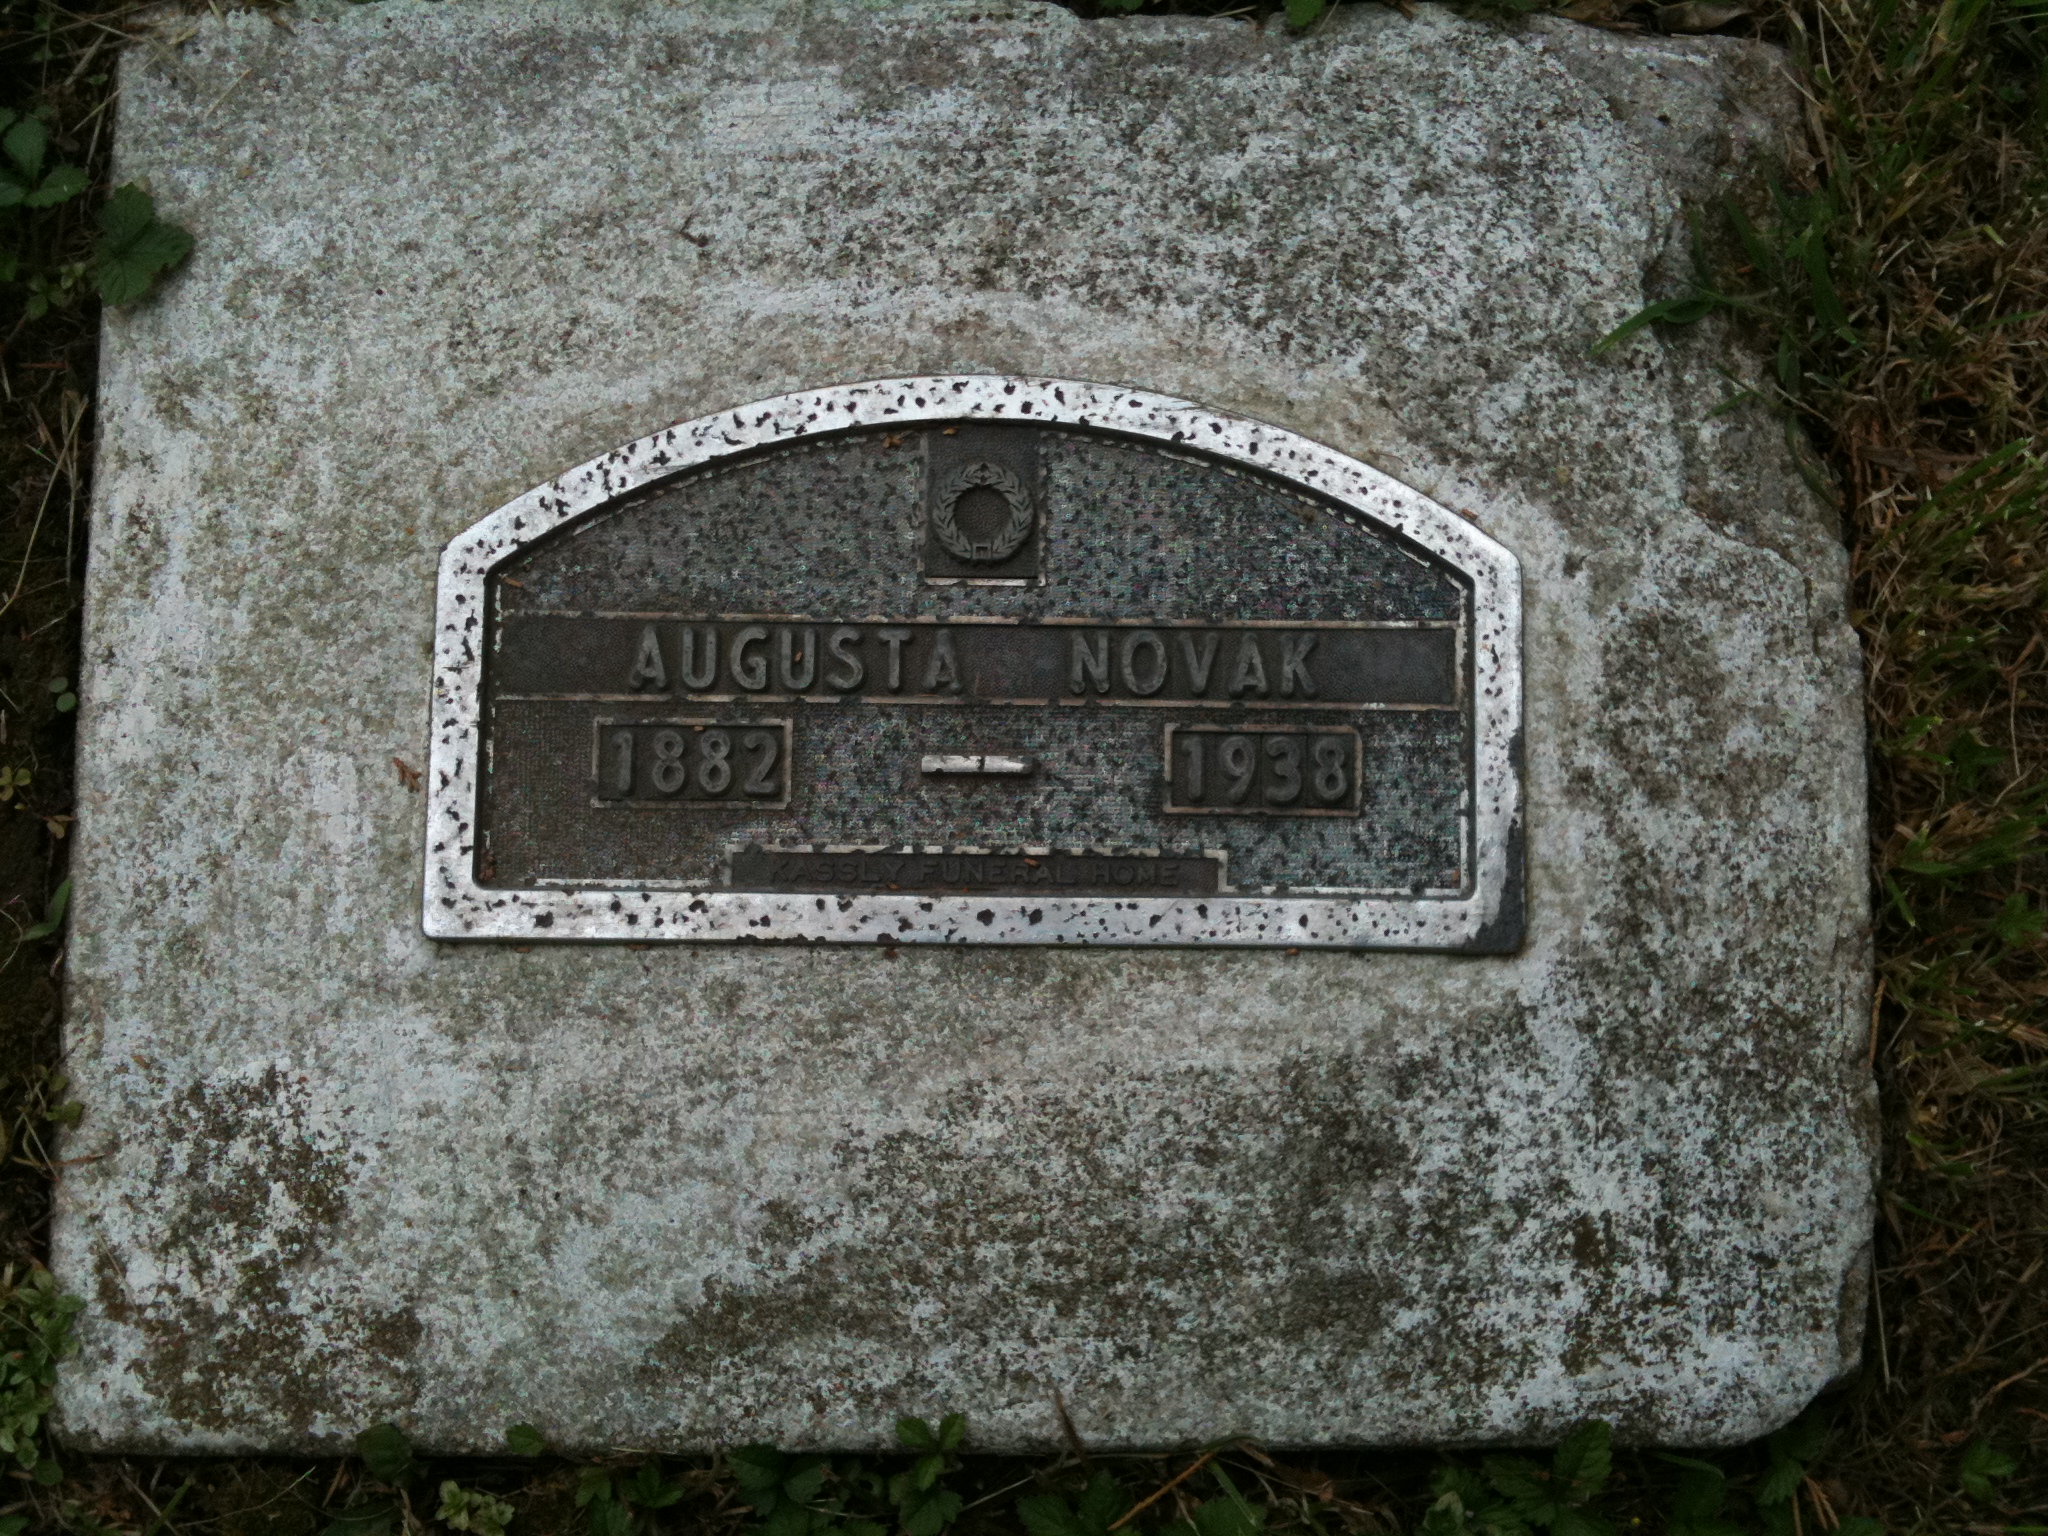 AUGUSTA NOVAK
1882 — 1938
KASSLY FUNERAL HOME